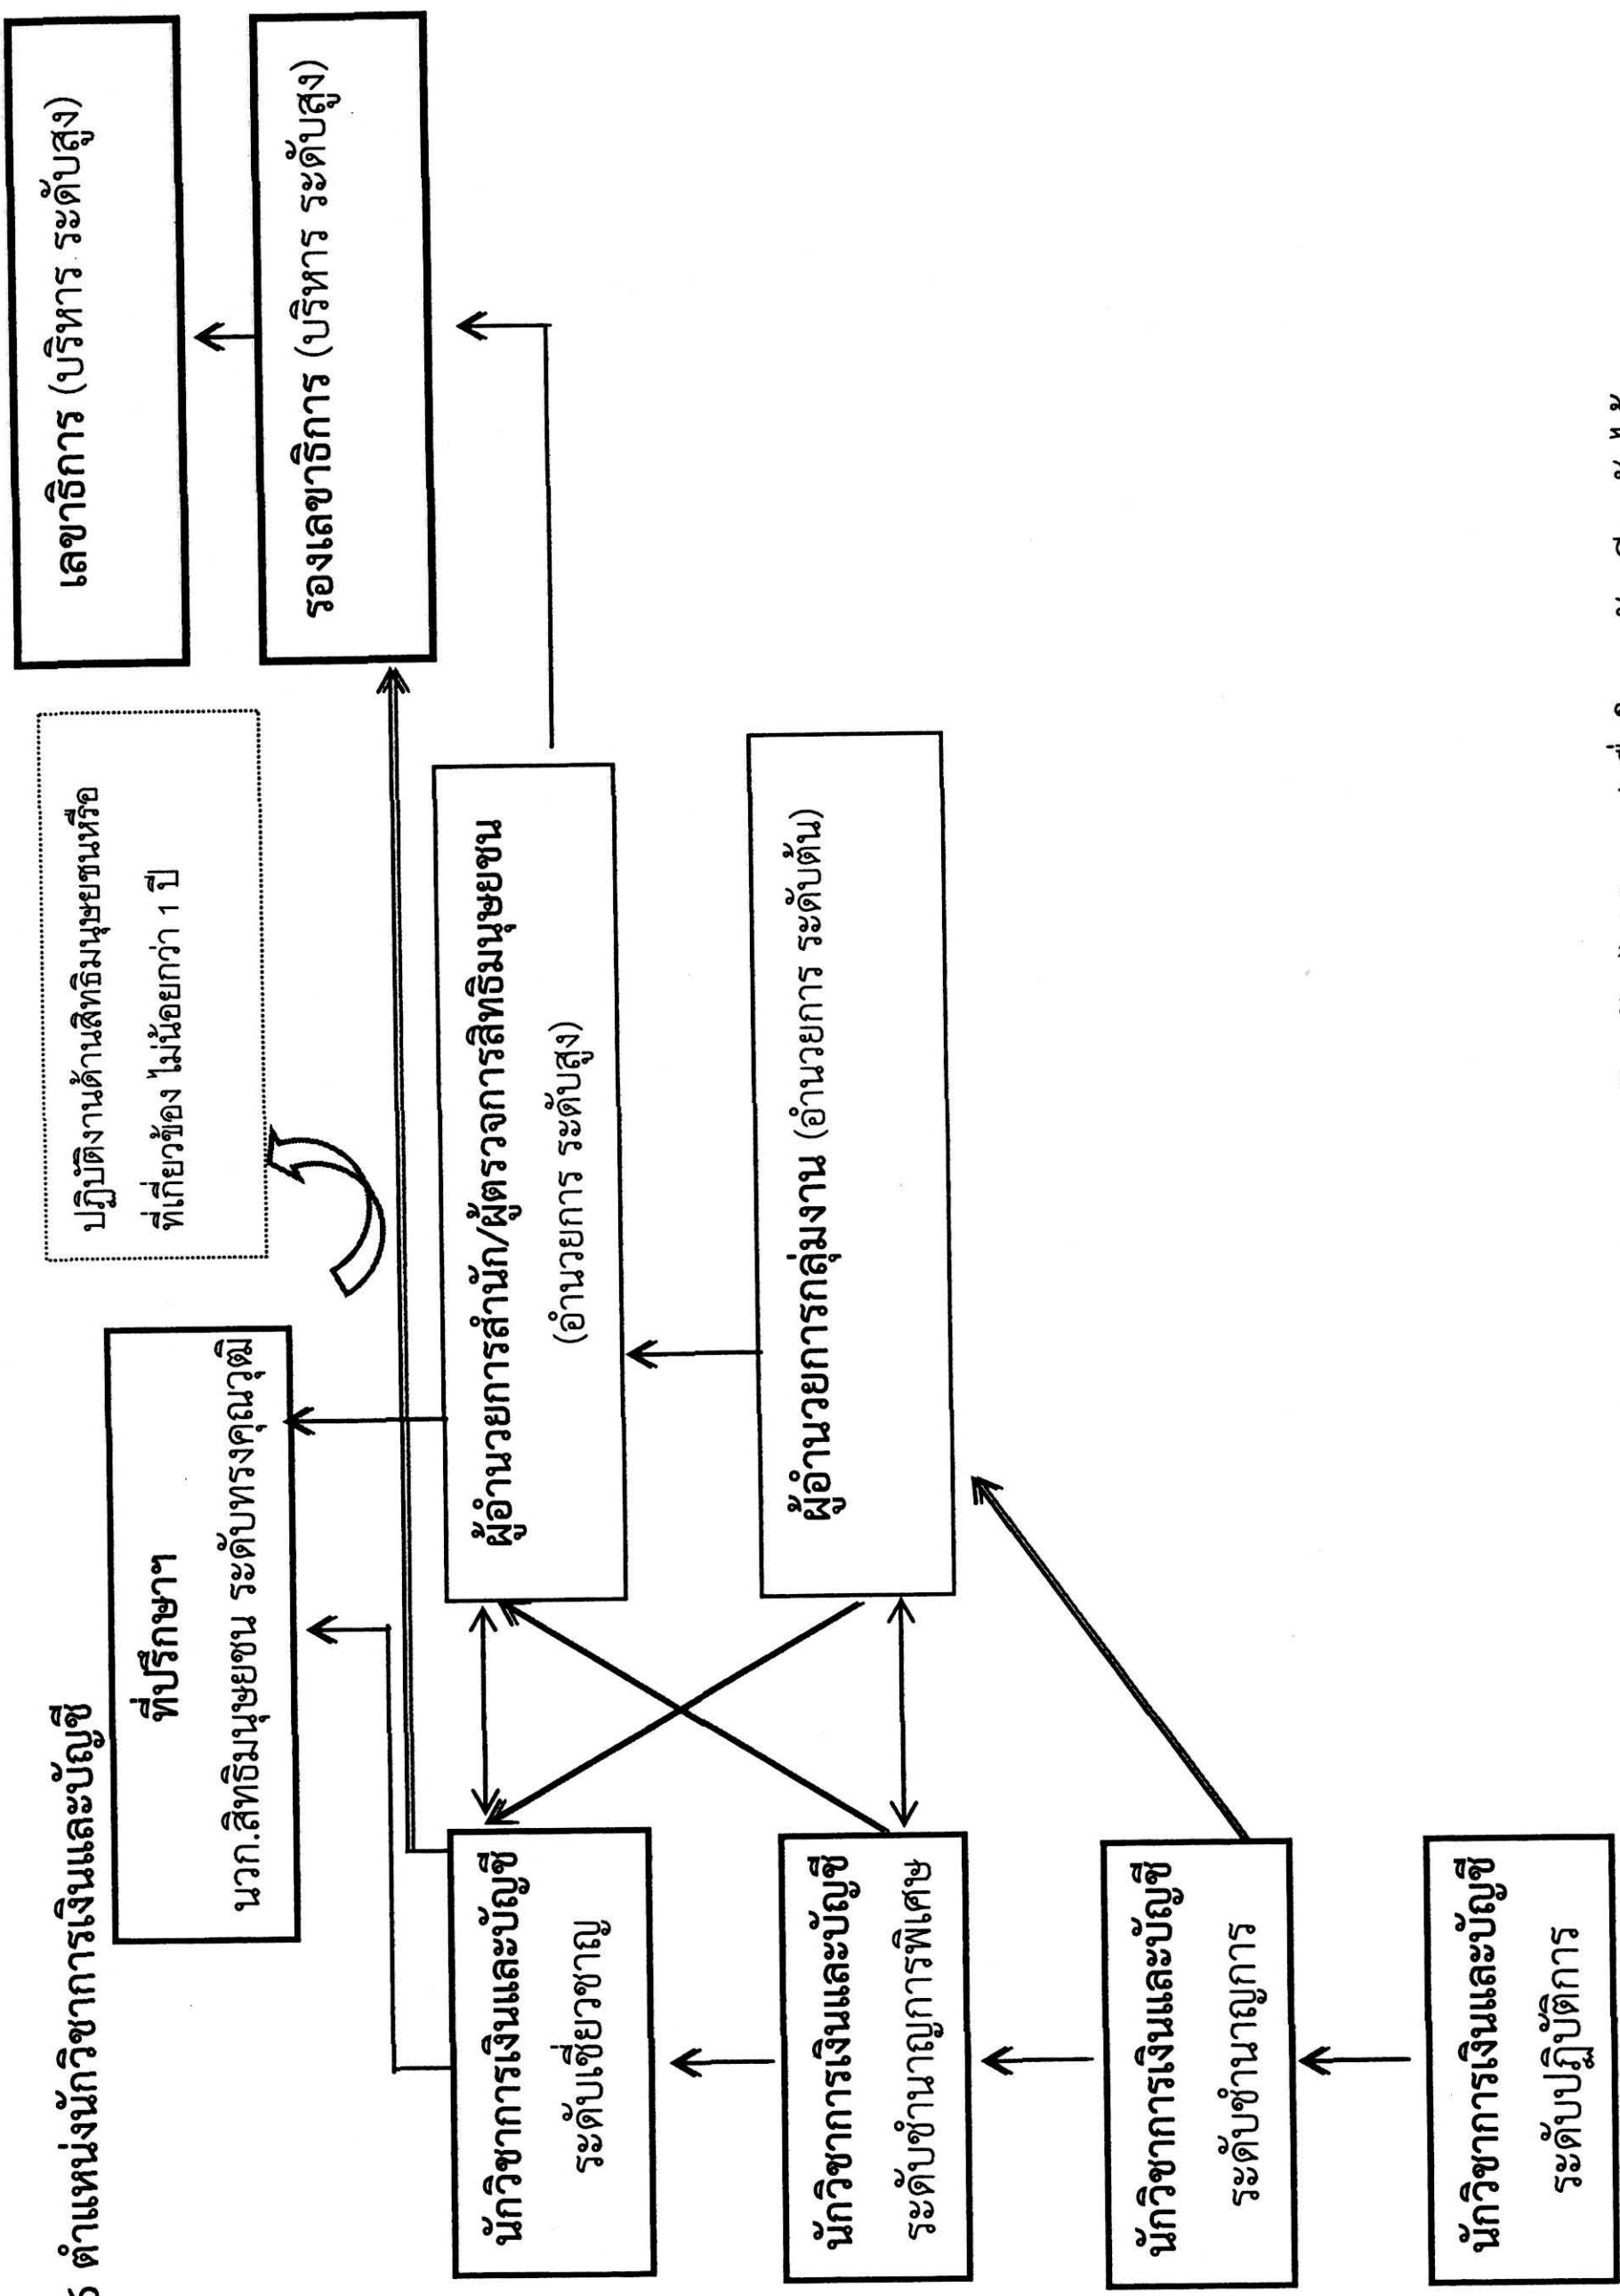 ตำแหน่งนักวิชาการเงินและบัญชี
เลขาธิการ (บริหาร ระดับสูง)
รองเลขาธิการ (บริหาร ระดับสูง)
ปฏิบัติงานด้านสิทธิมนุษยชนหรือ
ที่เกี่ยวข้อง ไม่น้อยกว่า 1 ปี
ที่ปรึกษาฯ
นวก.สิทธิมนุษยชน ระดับทรงคุณวุฒิ
นักวิชาการเงินและบัญชี
ระดับเชี่ยวชาญ
ผู้อำนวยการสำนัก/ผู้ตรวจการสิทธิมนุษยชน
(อำนวยการ ระดับสูง)
นักวิชาการเงินและบัญชี
ระดับชำนาญการพิเศษ
ผู้อำนวยการกลุ่มงาน (อำนวยการ ระดับต้น)
นักวิชาการเงินและบัญชี
ระดับชำนาญการ
นักวิชาการเงินและบัญชี
ระดับปฏิบัติการ